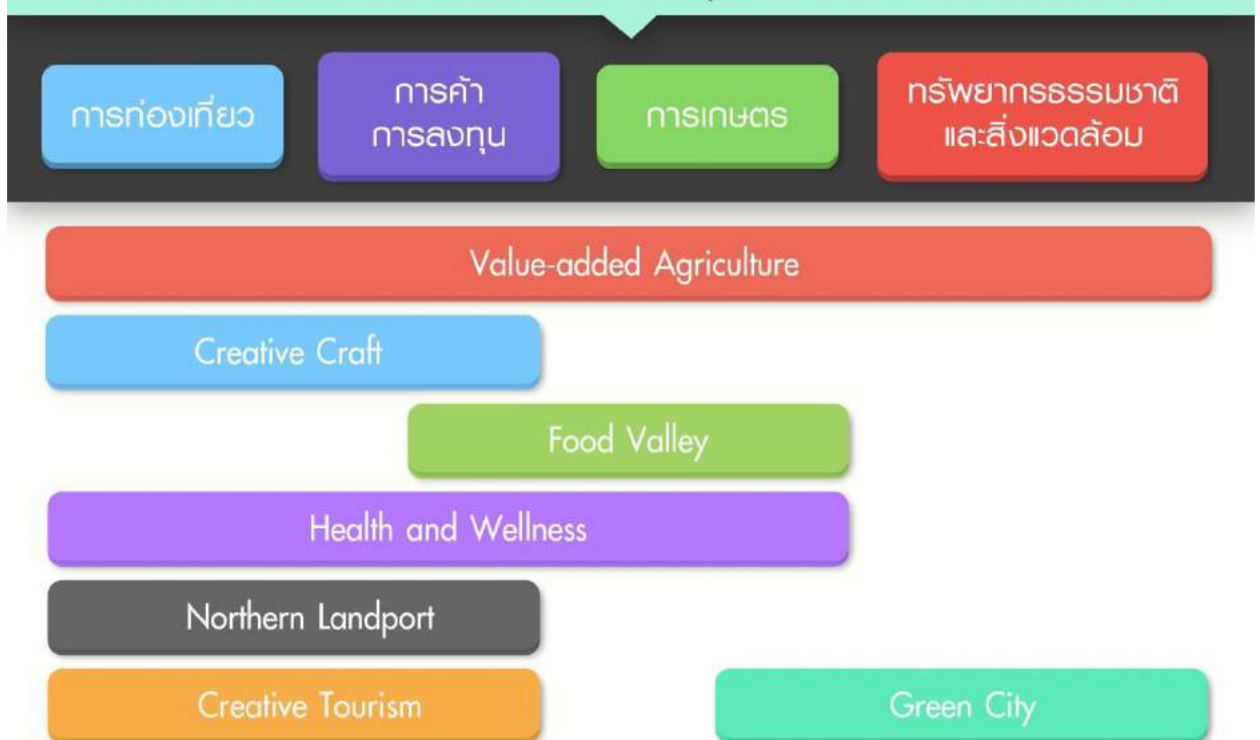 การท่องเที่ยว
การค้า
การลงทุน
การเกษตร
ทรัพยากรธรรมชาติ
และสิ่งแวดล้อม
Value-added Agriculture
Creative Craft
Food Valley
Health and Wellness
Northern Landport
Creative Tourism
Green City